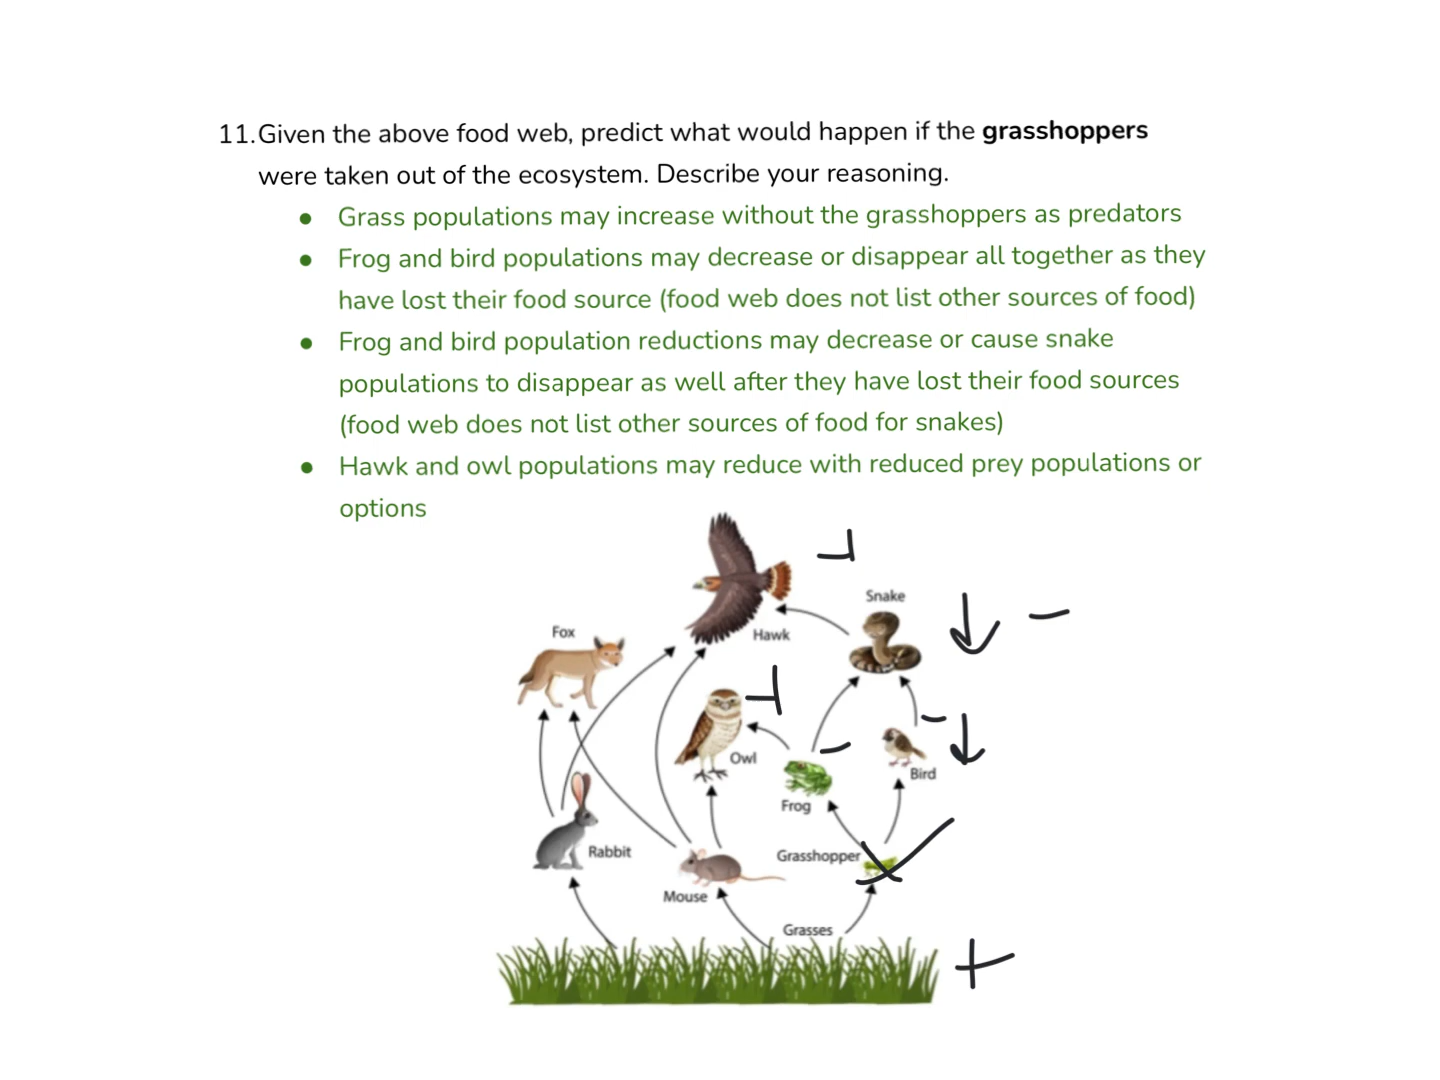 11. Given the above food web, predict what would happen if the grasshoppers
were taken out of the ecosystem. Describe your reasoning.
● Grass populations may increase without the grasshoppers as predators
● Frog and bird populations may decrease or disappear all together as they
have lost their food source (food web does not list other sources of food)
● Frog and bird population reductions may decrease or cause snake
populations to disappear as well after they have lost their food sources
(food web does not list other sources of food for snakes)
● Hawk and owl populations may reduce with reduced prey populations or
options
Snake
Fox
Hawk
Owl
Bird
Frog
Rabbit
Grasshopper
Mouse
Grasses